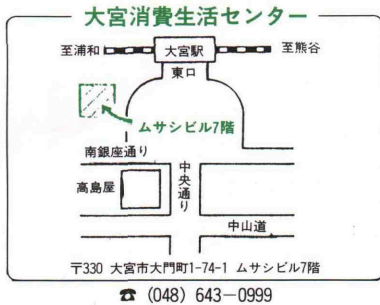 大宮消費生活センター
至浦和
大宮駅
至熊谷
東口
ムサシビル7階
南銀座通り
中央通り
高島屋
中山道
〒330 大宮市大門町1-74-1 ムサシビル7階
☎ (048) 643-0999